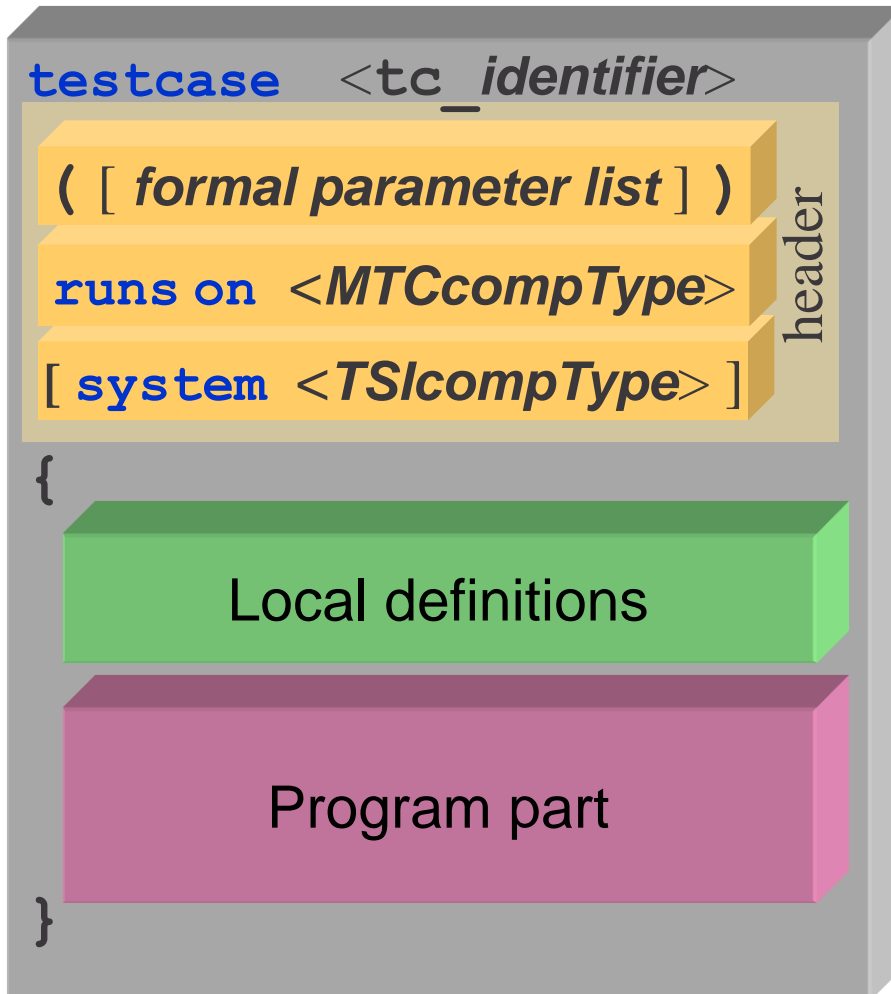 testcase <tc_identifier>
( [ formal parameter list ] )
runs on <MTCcompType>
[ system <TSIcompType> ]
header
{
Local definitions
Program part
}